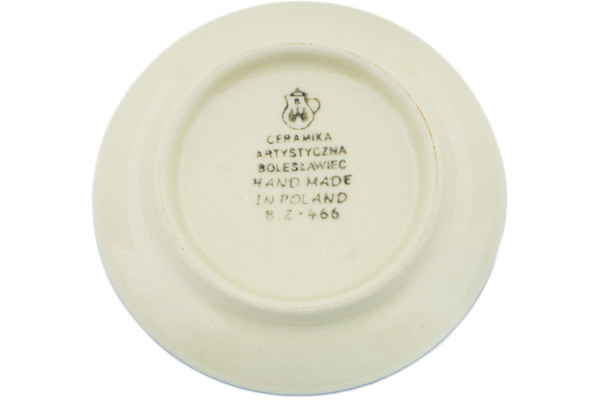 B
CERAMIKA
ARTYSTYCZNA
BOLESŁAWIEC
HAND MADE
IN POLAND
B.Z-466